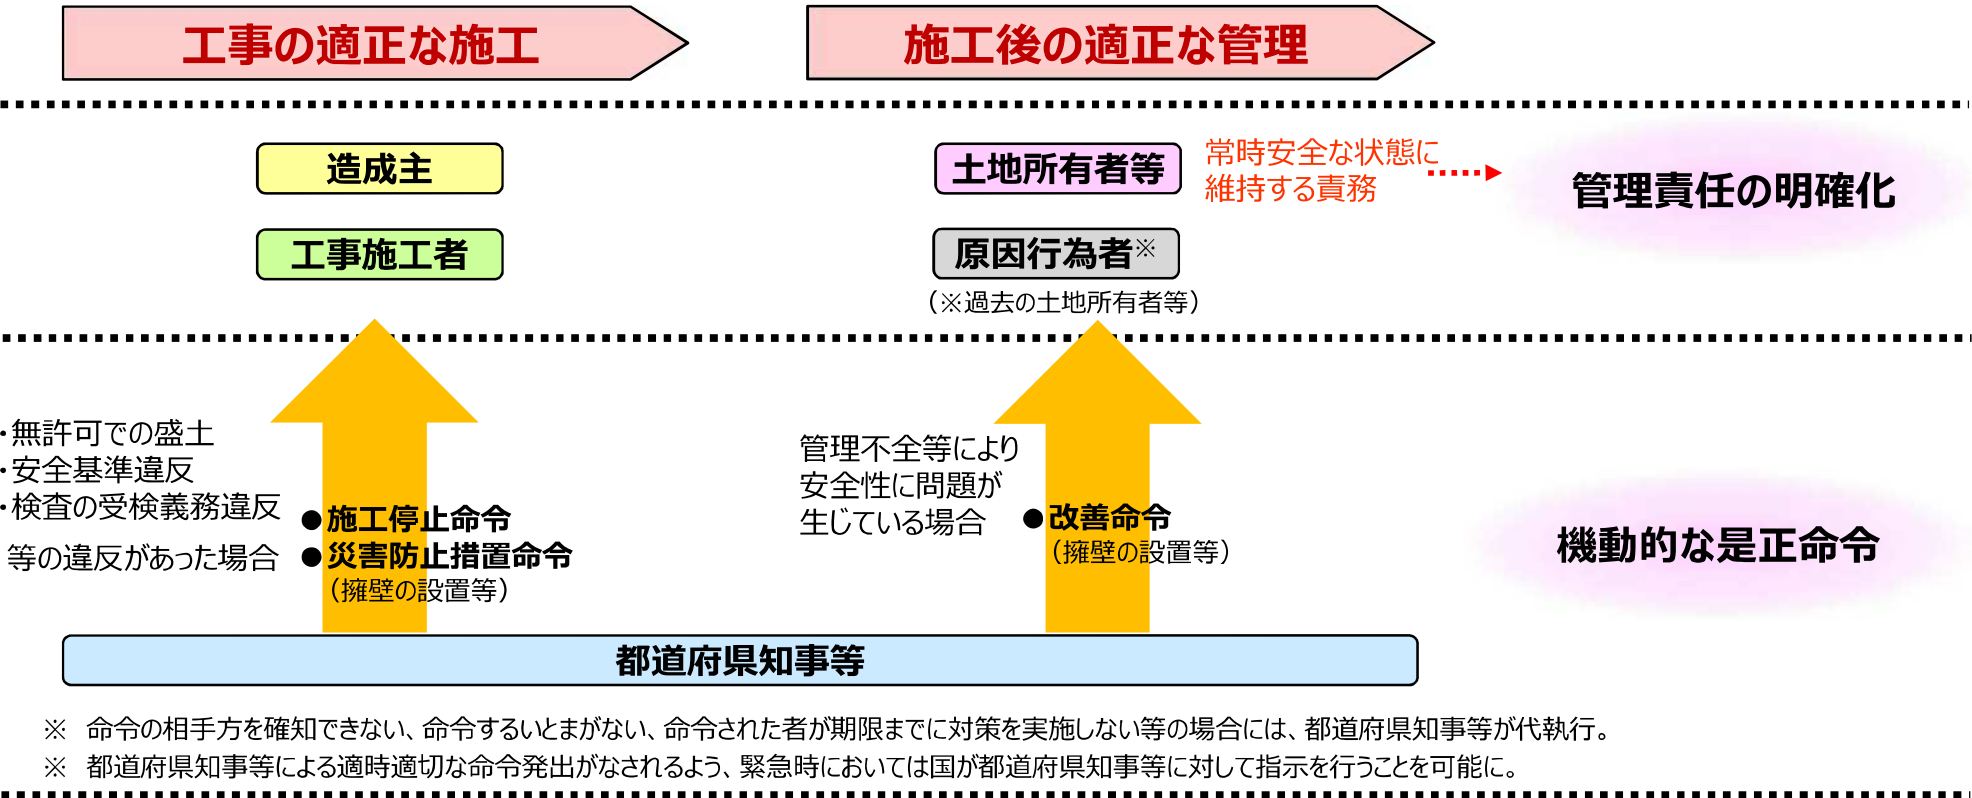 工事の適正な施工
施工後の適正な管理
造成主
工事施工者
土地所有者等
原因行為者※
（※過去の土地所有者等）
常時安全な状態に
維持する責務
管理責任の明確化
・無許可での盛土
・安全基準違反
・検査の受検義務違反
等の違反があった場合
●施工停止命令
●災害防止措置命令
（擁壁の設置等）
管理不全等により
安全性に問題が
生じている場合
●改善命令
（擁壁の設置等）
機動的な是正命令
都道府県知事等
※ 命令の相手方を確知できない、命令するいとまがない、命令された者が期限までに対策を実施しない等の場合には、都道府県知事等が代執行。
※ 都道府県知事等による適時適切な命令発出がなされるよう、緊急時においては国が都道府県知事等に対して指示を行うことを可能に。